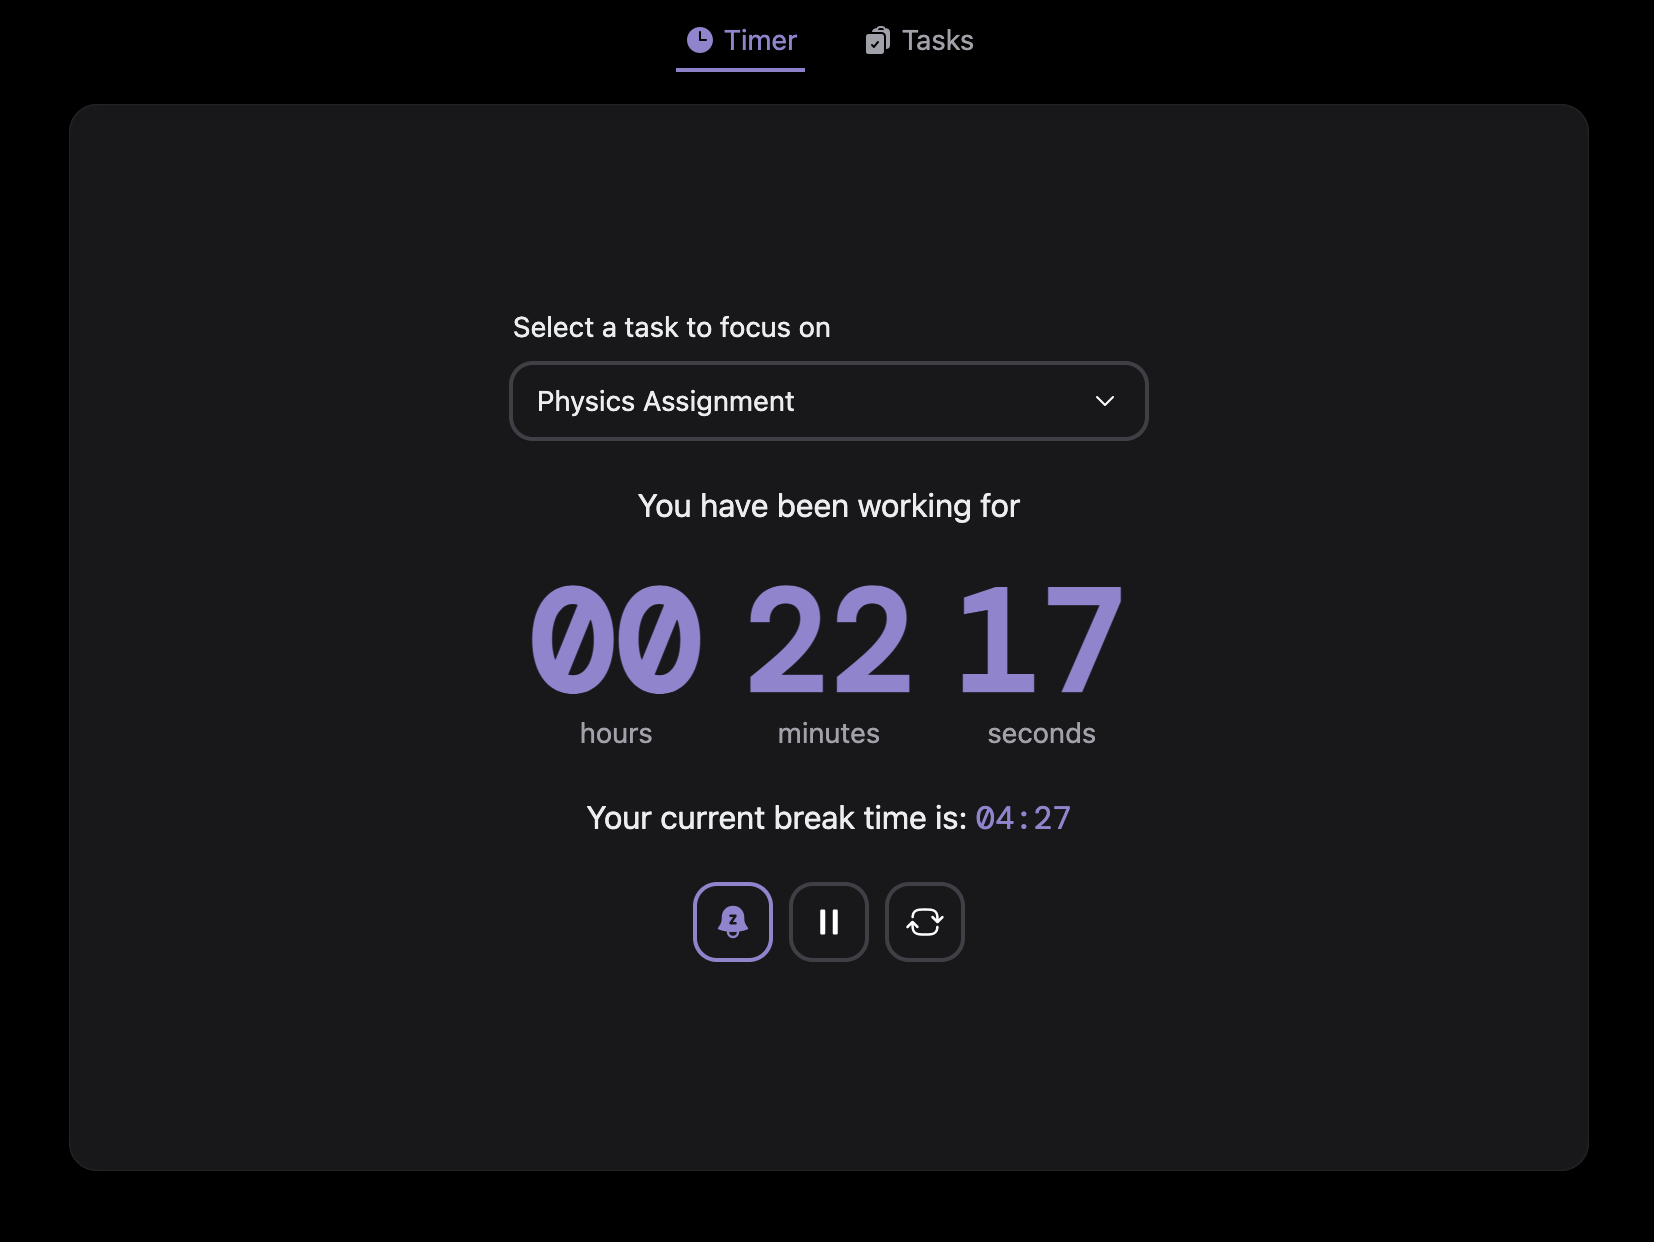 Timer
Tasks
Select a task to focus on
Physics Assignment
You have been working for
00 22 17
hours minutes seconds
Your current break time is: 04:27
z